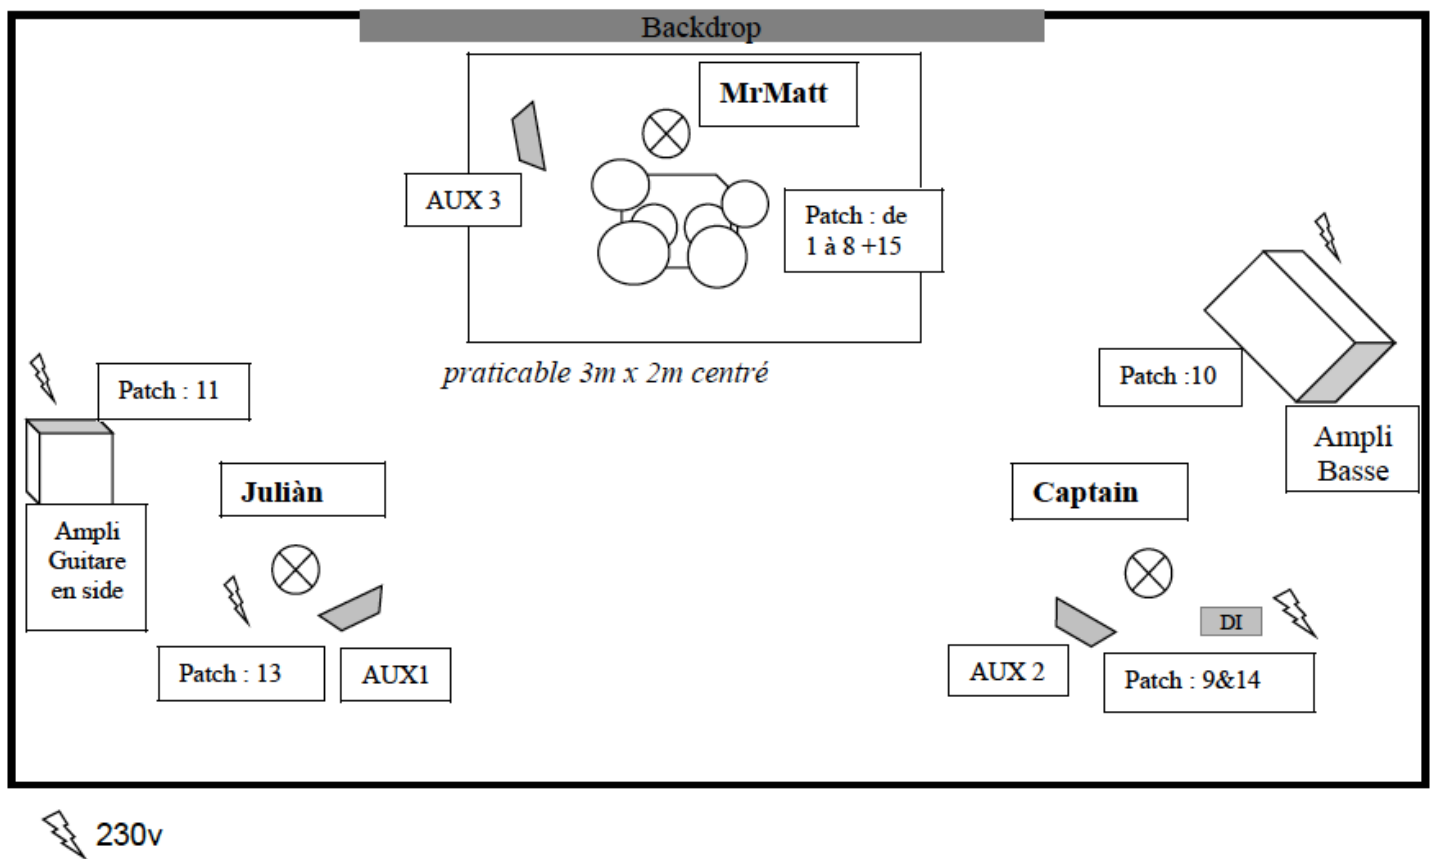 Backdrop
MrMatt
AUX 3
Patch : de
1 à 8 +15
praticable 3m x 2m centré
Patch : 11
Patch :10
Ampli
Basse
Juliàn
Captain
Ampli
Guitare
en side
DI
Patch : 13
AUX1
AUX 2
Patch : 9&14
230v